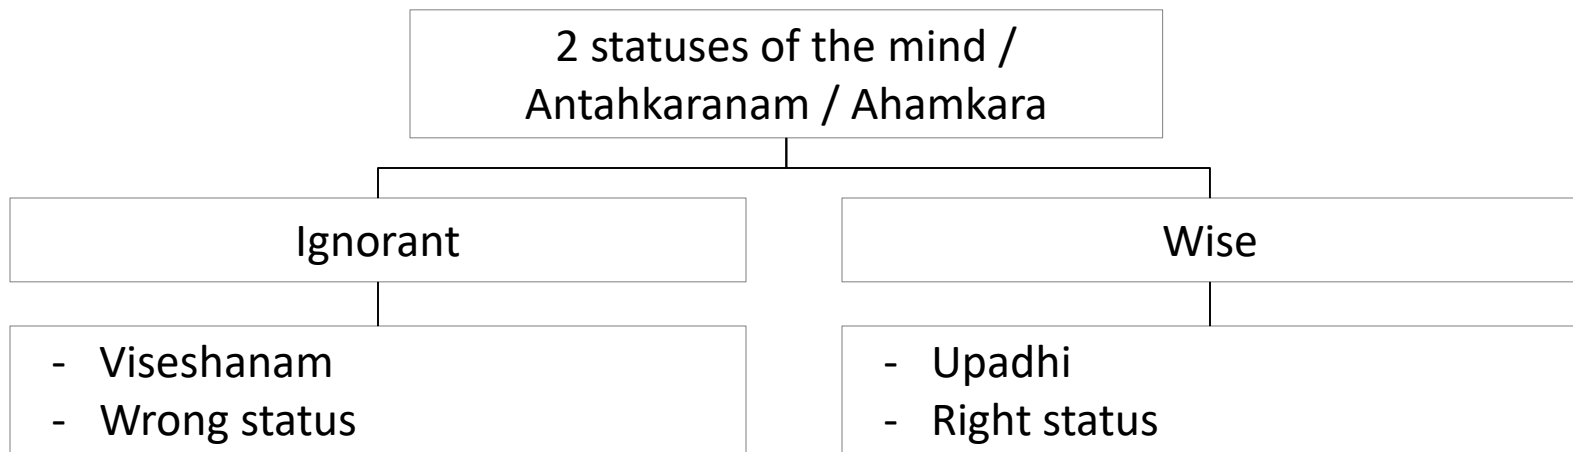 2 statuses of the mind /
Antahkaranam / Ahamkara
Ignorant
Wise
- Viseshanam
- Wrong status
- Upadhi
- Right status